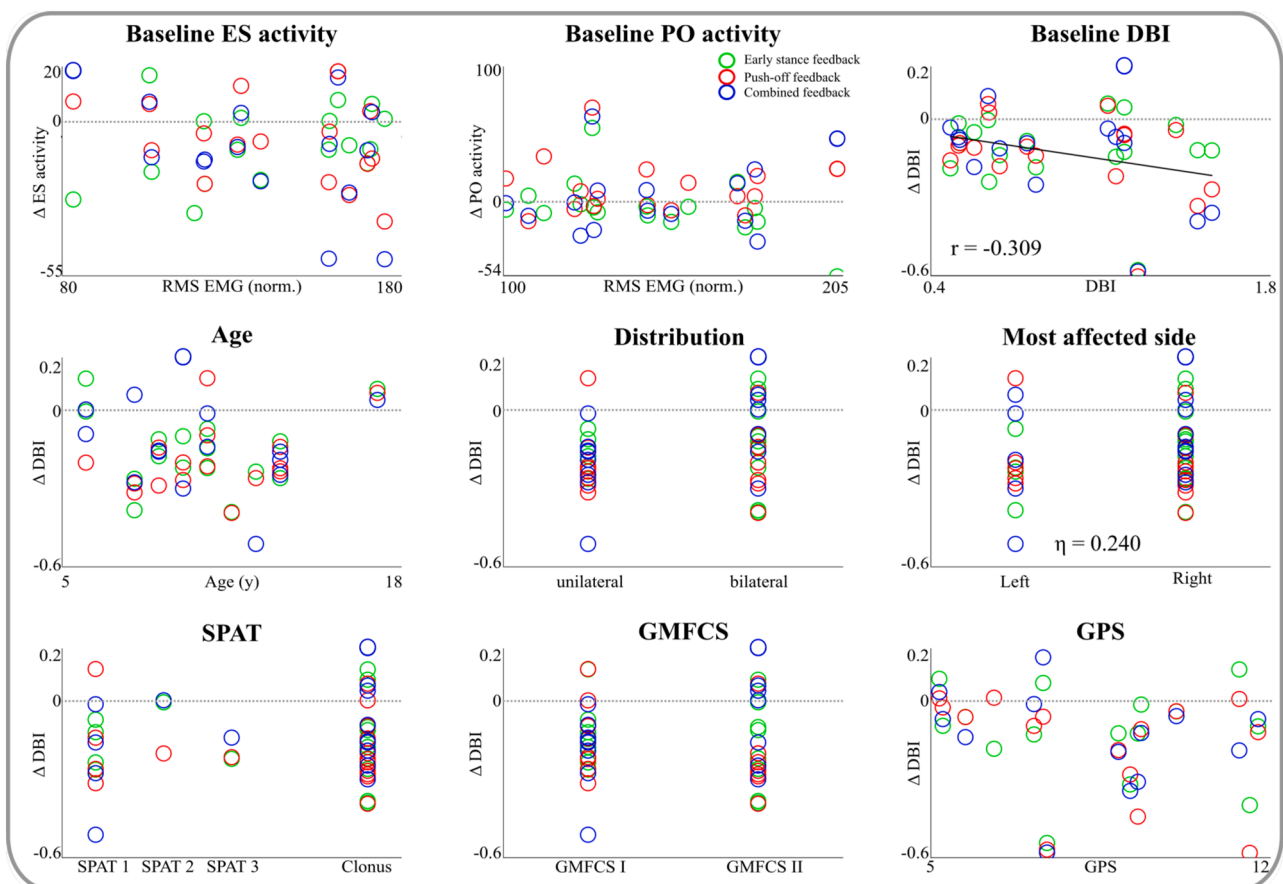 Baseline ES activity
20
0
-55
Δ ES activity
80
RMS EMG (norm.)
180
Baseline PO activity
Early stance feedback
Push-off feedback
Combined feedback
100
0
-54
Δ PO activity
100
RMS EMG (norm.)
205
Baseline DBI
0.2
0
-0.6
Δ DBI
r = -0.309
0.4
DBI
1.8
Age
0.2
0
-0.6
Δ DBI
5
Age (y)
18
Distribution
0.2
0
-0.6
Δ DBI
unilateral
bilateral
Most affected side
0.2
0
-0.6
Δ DBI
η = 0.240
Left
Right
SPAT
0.2
0
-0.6
Δ DBI
SPAT 1
SPAT 2
SPAT 3
Clonus
GMFCS
0.2
0
-0.6
Δ DBI
GMFCS I
GMFCS II
GPS
0.2
0
-0.6
Δ DBI
5
GPS
12